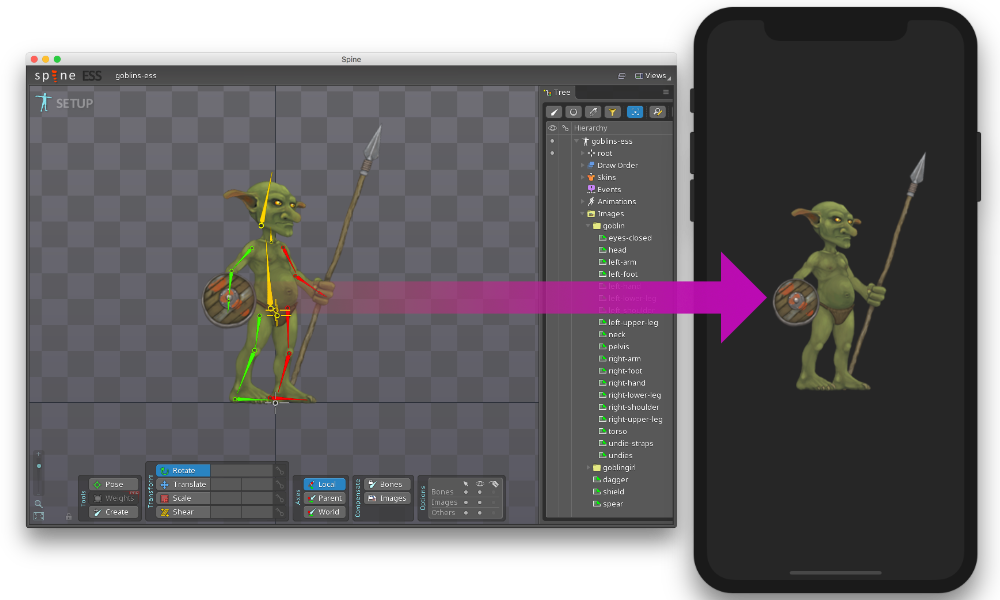 Spine
spine ESS goblins-ess Views
SETUP
Tree
Hierarchy
goblins-ess
root
Draw Order
Skins
Events
Animations
Images
goblin
eyes-closed
head
left-arm
left-foot
left-lower-leg
left-upper-leg
neck
pelvis
right-arm
right-foot
right-hand
right-lower-leg
right-shoulder
right-upper-leg
torso
undie-straps
undies
goblingirl
dagger
shield
spear
Tools
Pose
Weights
Create
Transform
Rotate
Translate
Scale
Shear
Axes
Local
Parent
World
Compensate
Bones
Images
Options
Bones
Images
Others